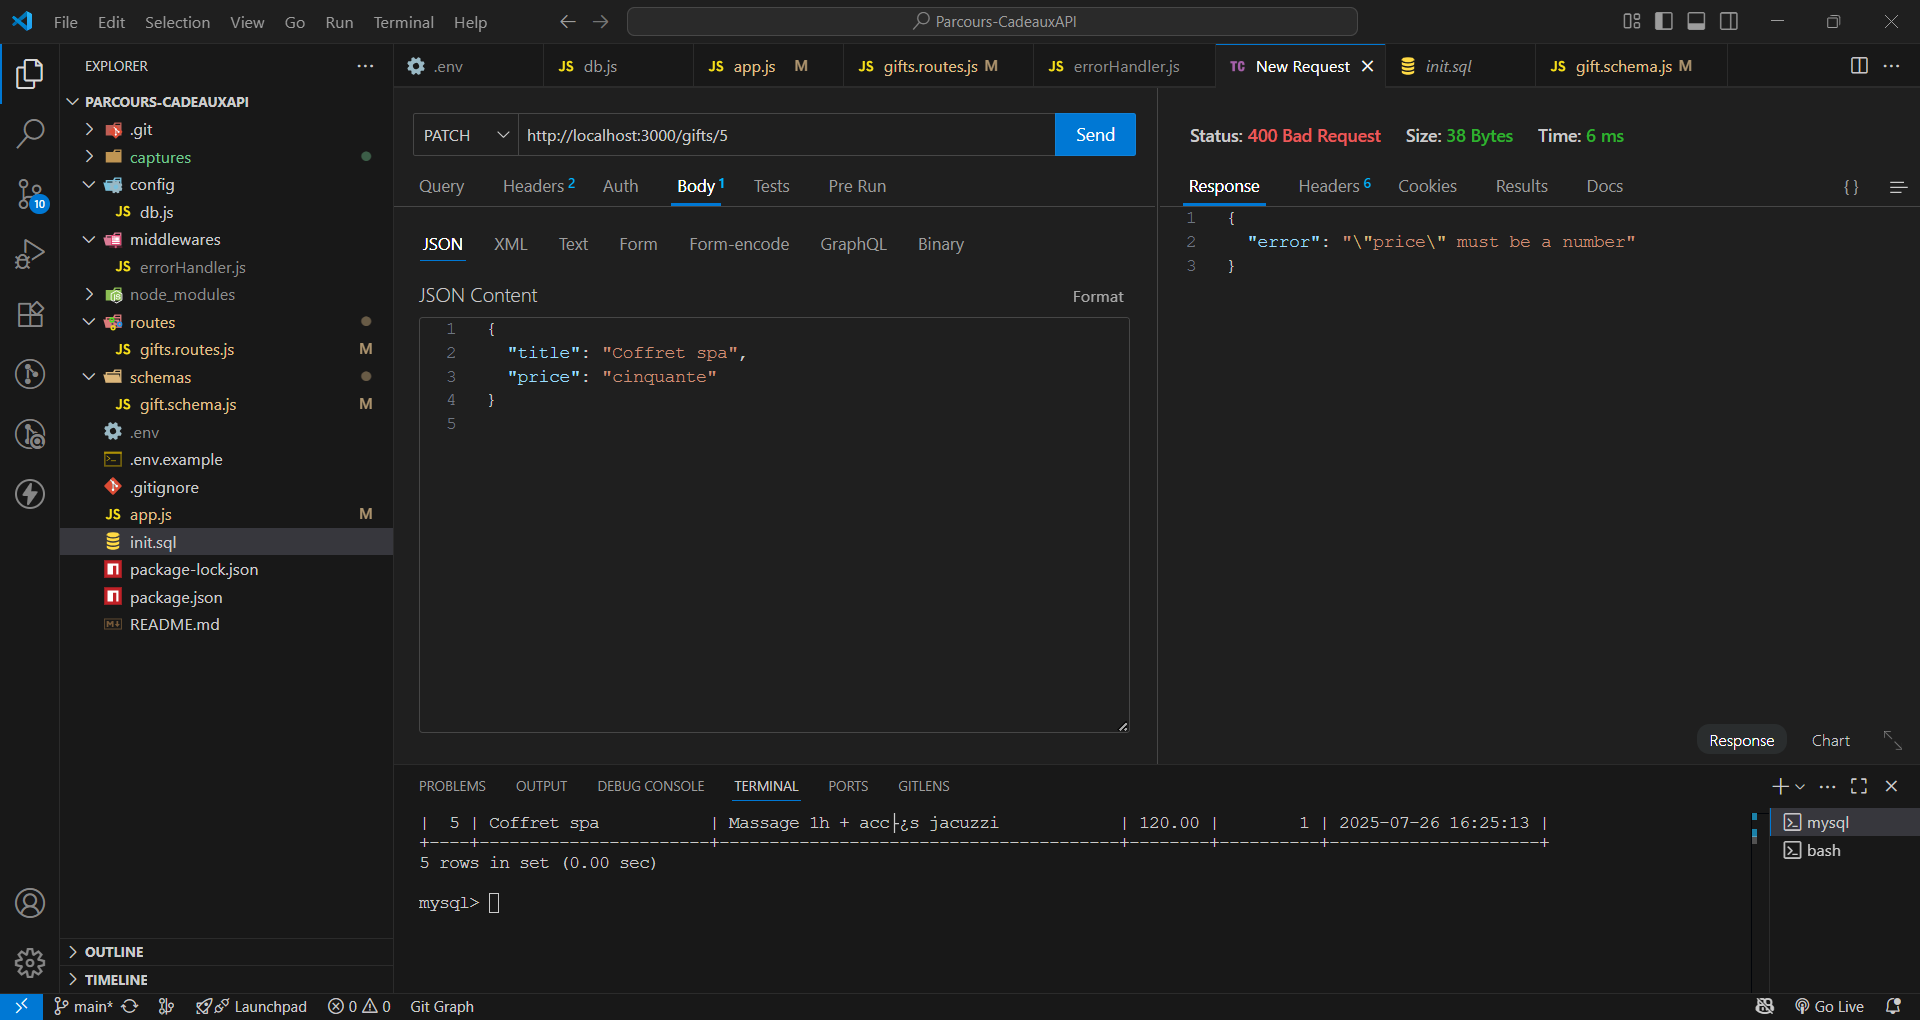 File Edit Selection View Go Run Terminal Help
Parcours-CadeauxAPI
EXPLORER
.env
JS db.js
JS app.js M
JS gifts.routes.js M
JS errorHandler.js
TC New Request
init.sql
JS gift.schema.js M
PARCOURS-CADEAUXAPI
.git
captures
config
JS db.js
middlewares
JS errorHandler.js
node_modules
routes
JS gifts.routes.js M
schemas
JS gift.schema.js M
.env
.env.example
.gitignore
JS app.js M
init.sql
package-lock.json
package.json
README.md
OUTLINE
TIMELINE
10
PATCH http://localhost:3000/gifts/5 Send
Query Headers 2 Auth Body 1 Tests Pre Run
JSON XML Text Form Form-encode GraphQL Binary
JSON Content Format
1 {
2 "title": "Coffret spa",
3 "price": "cinquante"
4 }
5
Status: 400 Bad Request Size: 38 Bytes Time: 6 ms
Response Headers 6 Cookies Results Docs { }
1 {
2 "error": "\"price\" must be a number"
3 }
Response Chart
PROBLEMS OUTPUT DEBUG CONSOLE TERMINAL PORTS GITLENS
| 5 | Coffret spa | Massage 1h + acc├¿s jacuzzi | 120.00 | 1 | 2025-07-26 16:25:13 |
+----+-----------------------+----------------------------------------+--------+----------+---------------------+
5 rows in set (0.00 sec)
mysql>
mysql
bash
main* Launchpad 0 0 Git Graph Go Live